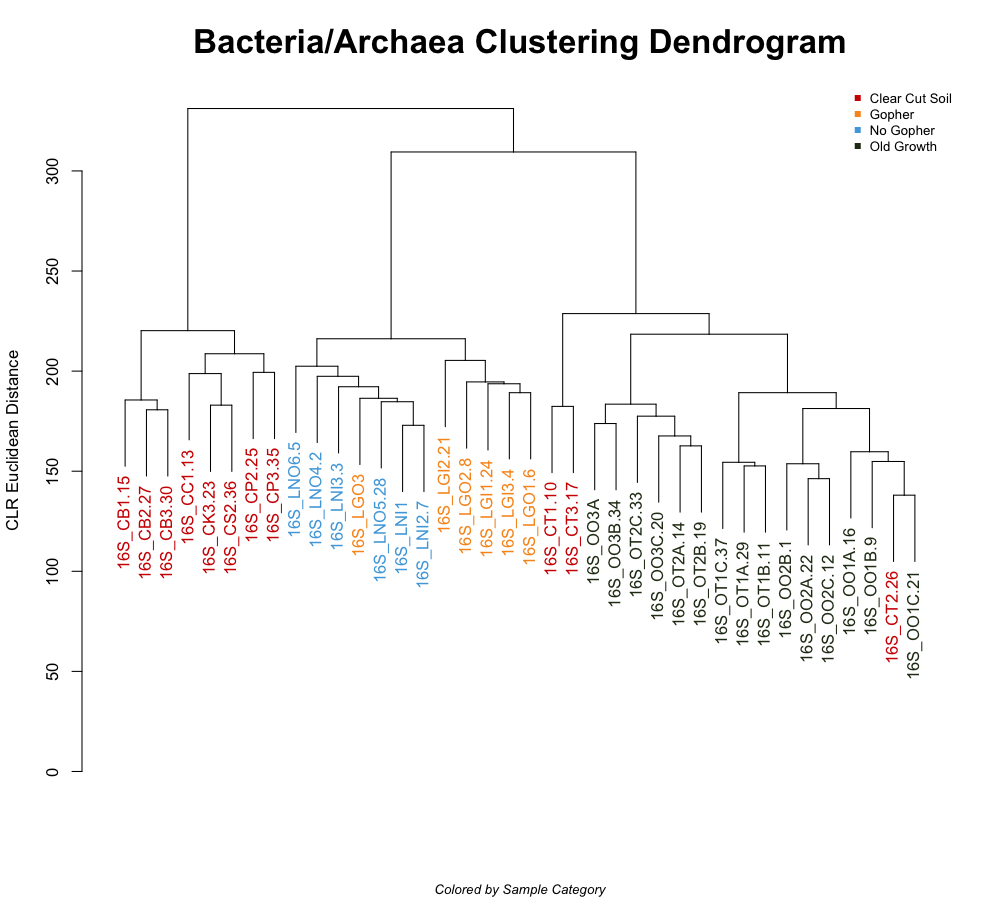 Bacteria/Archaea Clustering Dendrogram
Clear Cut Soil
Gopher
No Gopher
Old Growth
CLR Euclidean Distance
300
250
200
150
100
50
0
16S_CB1.15
16S_CB2.27
16S_CB3.30
16S_CC1.13
16S_CK3.23
16S_CS2.36
16S_CP2.25
16S_CP3.35
16S_LNO6.5
16S_LNO4.2
16S_LNI3.3
16S_LGO3
16S_LNO5.28
16S_LNI1
16S_LNI2.7
16S_LGI2.21
16S_LGO2.8
16S_LGI1.24
16S_LGI3.4
16S_LGO1.6
16S_CT1.10
16S_CT3.17
16S_OO3A
16S_OO3B.34
16S_OT2C.33
16S_OO3C.20
16S_OT2A.14
16S_OT2B.19
16S_OT1C.37
16S_OT1A.29
16S_OT1B.11
16S_OO2B.1
16S_OO2A.22
16S_OO2C.12
16S_OO1A.16
16S_OO1B.9
16S_CT2.26
16S_OO1C.21
Colored by Sample Category